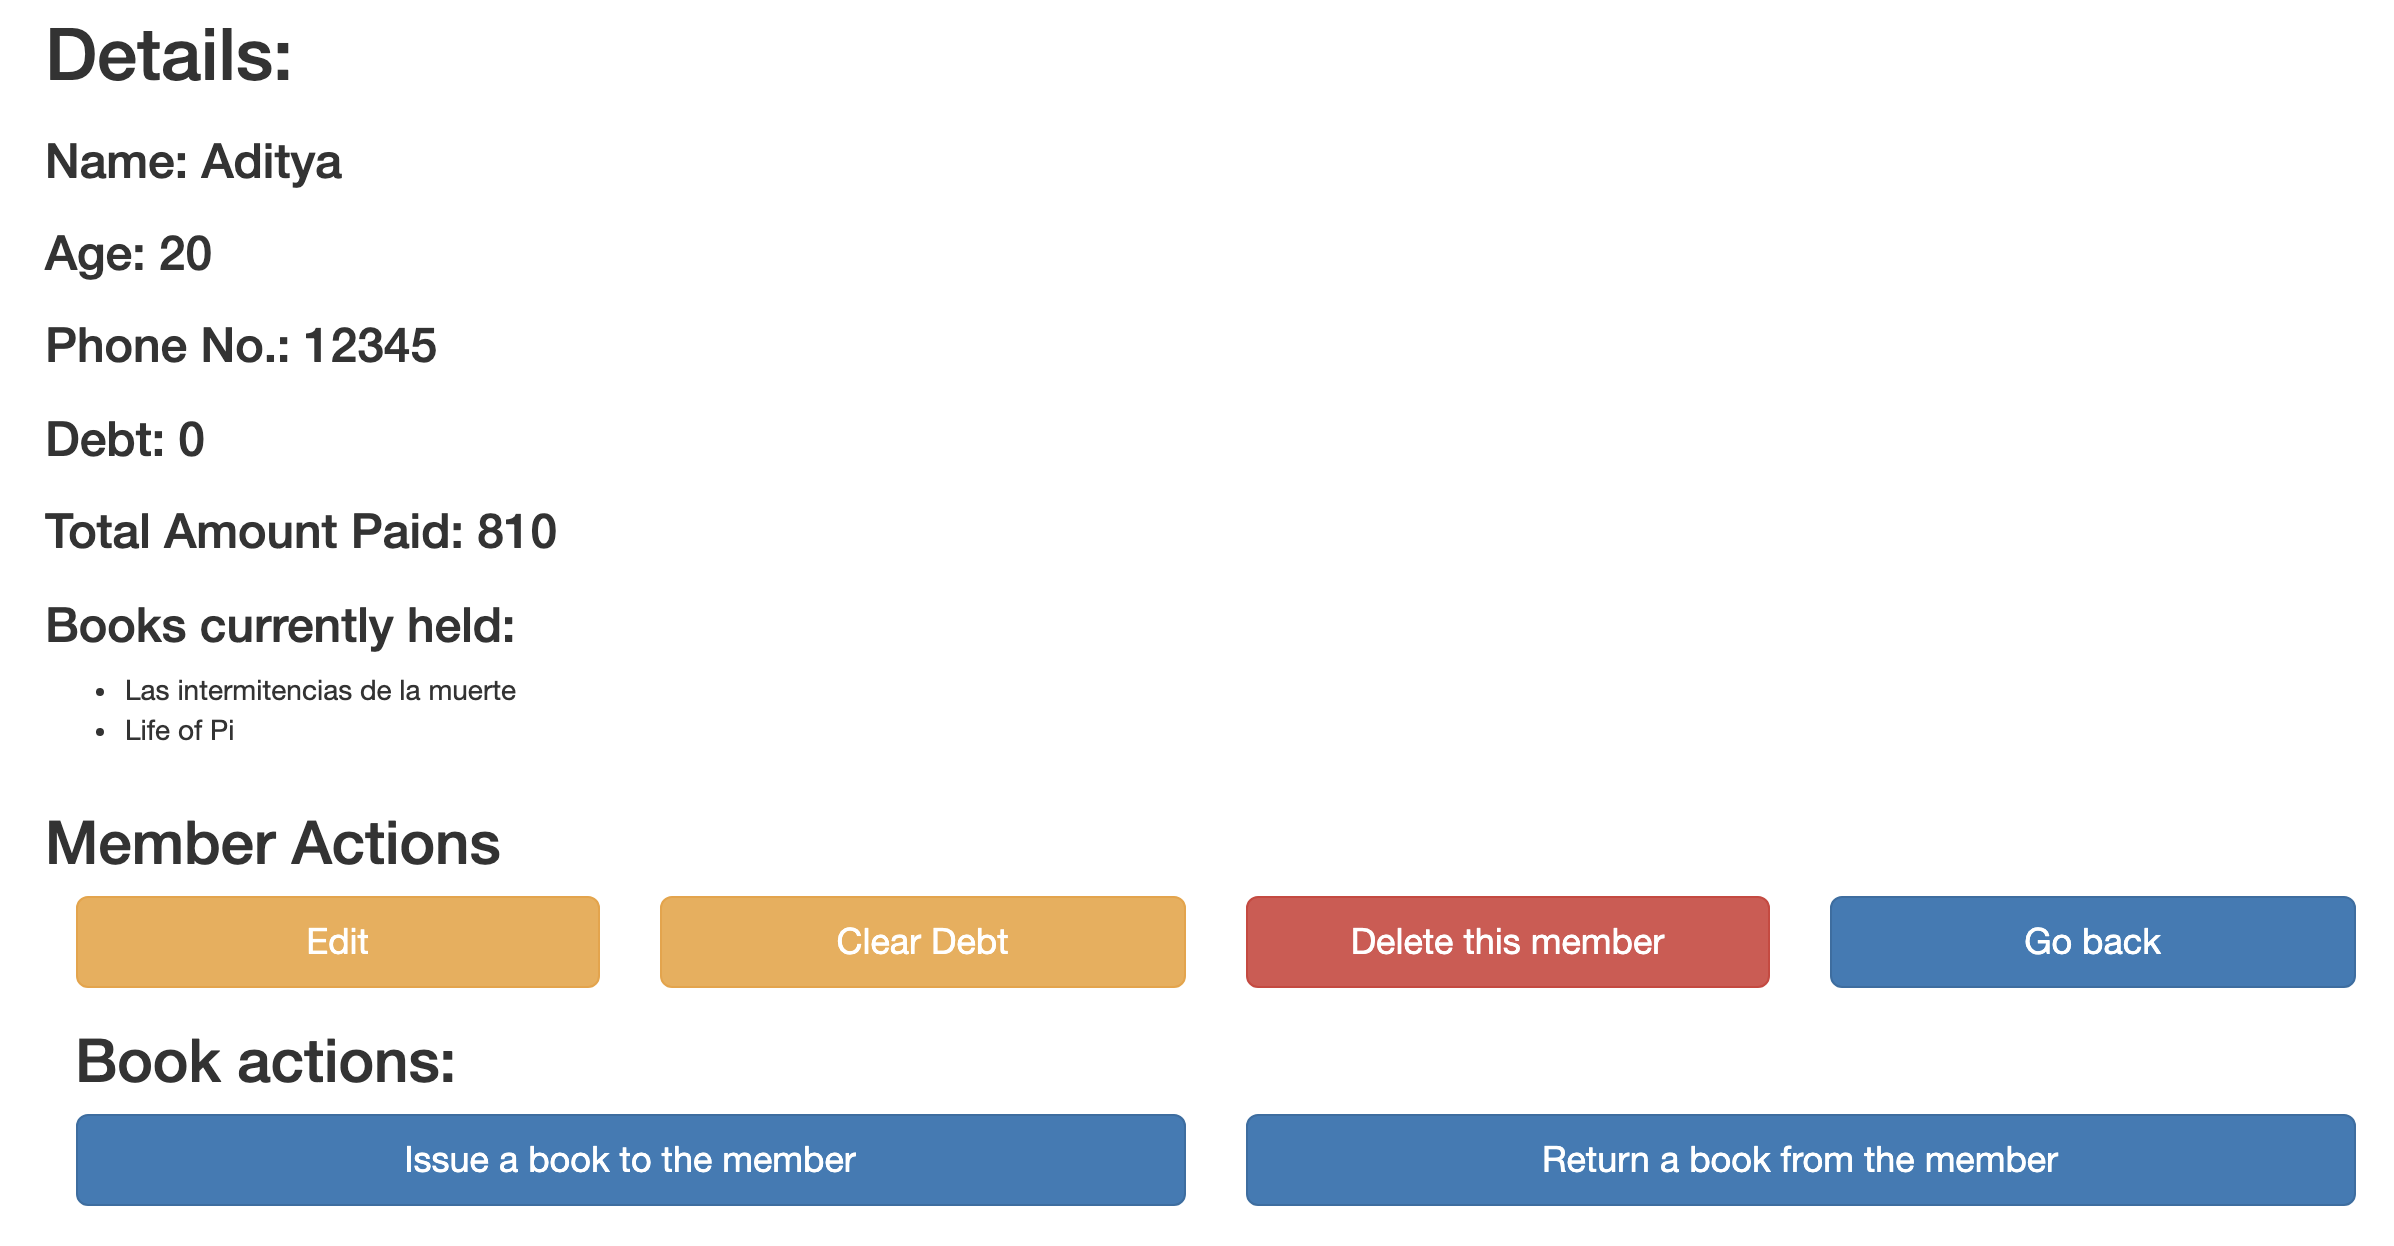 Details:
Name: Aditya
Age: 20
Phone No.: 12345
Debt: 0
Total Amount Paid: 810
Books currently held:
Las intermitencias de la muerte
Life of Pi
Member Actions
Edit
Clear Debt
Delete this member
Go back
Book actions:
Issue a book to the member
Return a book from the member